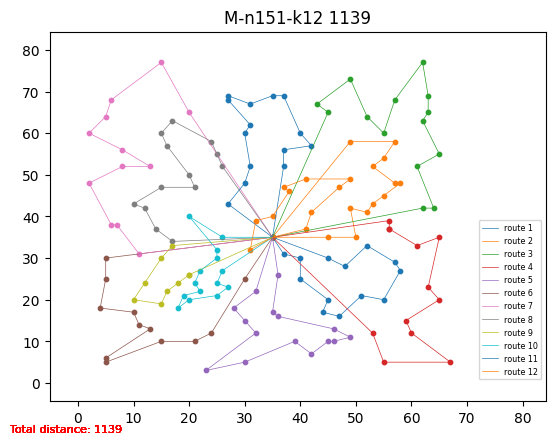 M-n151-k12 1139
80
70
60
50
40
30
20
10
0
0 10 20 30 40 50 60 70 80
route 1
route 2
route 3
route 4
route 5
route 6
route 7
route 8
route 9
route 10
route 11
route 12
Total distance: 1139